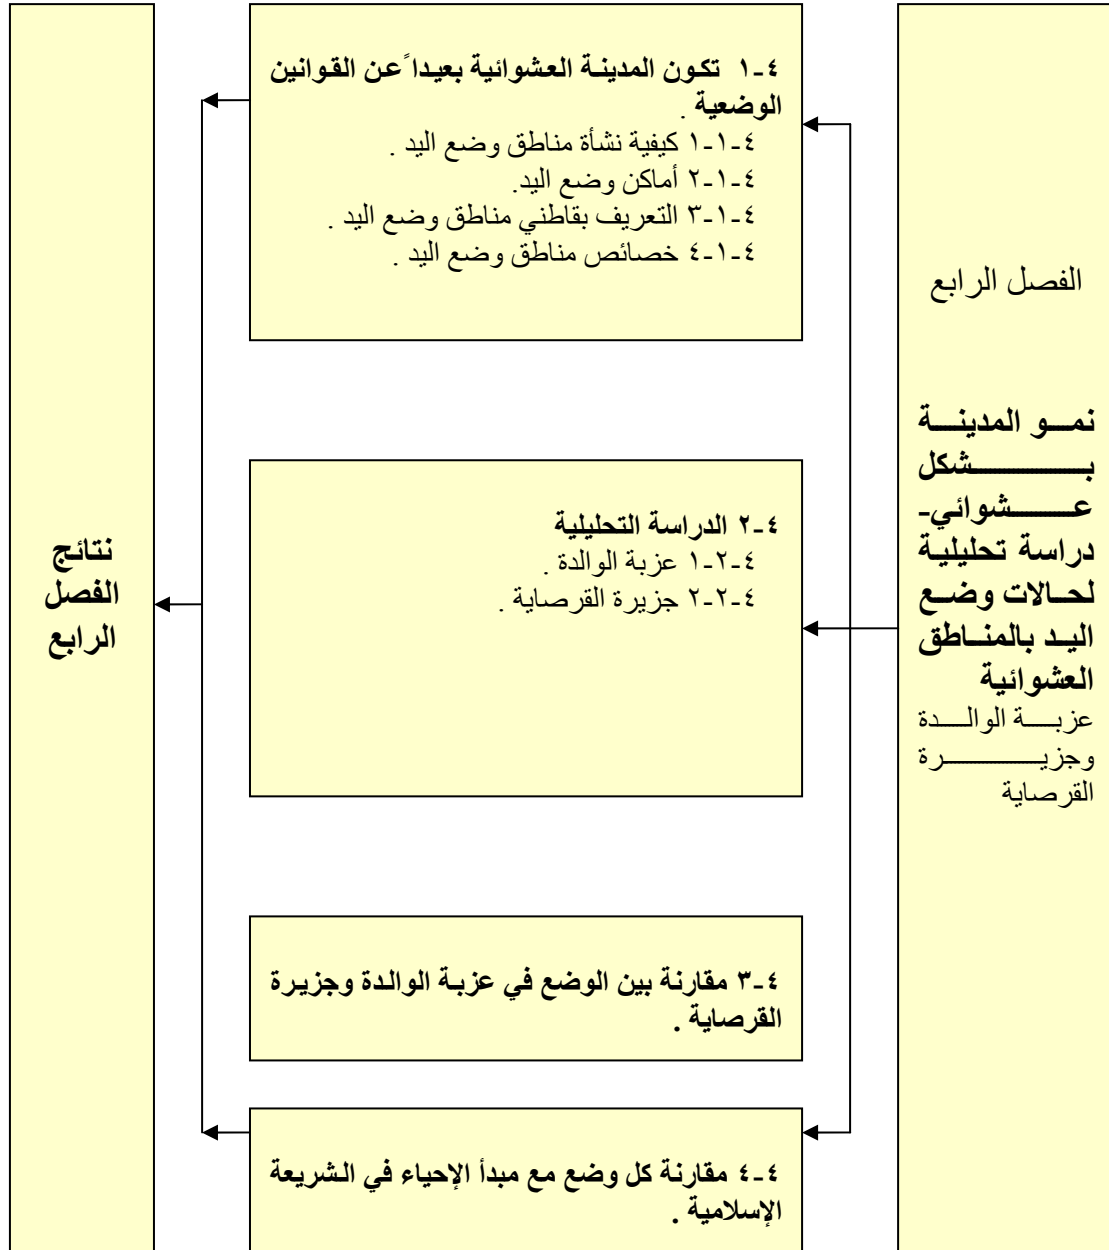 الفصل الرابع
نمو المدينة
بشكل
عشوائي-
دراسة تحليلية
لحالات وضع
اليد بالمناطق
العشوائية
عزبة الوالدة
وجزيرة
القرصاية
٤-١ تكون المدينة العشوائية بعيداً عن القوانين
الوضعية .
٤-١-١ كيفية نشأة مناطق وضع اليد .
٤-١-٢ أماكن وضع اليد.
٤-١-٣ التعريف بقاطني مناطق وضع اليد .
٤-١-٤ خصائص مناطق وضع اليد .
٤-٢ الدراسة التحليلية
٤-٢-١ عزبة الوالدة .
٤-٢-٢ جزيرة القرصاية .
٤-٣ مقارنة بين الوضع في عزبة الوالدة وجزيرة
القرصاية .
٤-٤ مقارنة كل وضع مع مبدأ الإحياء في الشريعة
الإسلامية .
نتائج
الفصل
الرابع